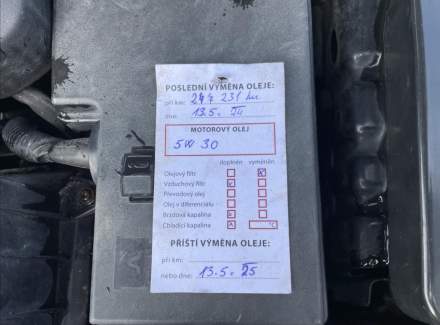 POSLEDNÍ VÝMĚNA OLEJE:
při km: 247 231 km
dne: 13.5. 24
MOTOROVÝ OLEJ
5W 30
doplněn vyměněn
Olejový filtr
Vzduchový filtr
Převodový olej
Olej v diferenciálu
Brzdová kapalina
Chladicí kapalina °C
PŘÍŠTÍ VÝMĚNA OLEJE:
při km:
nebo dne: 13.5. 25